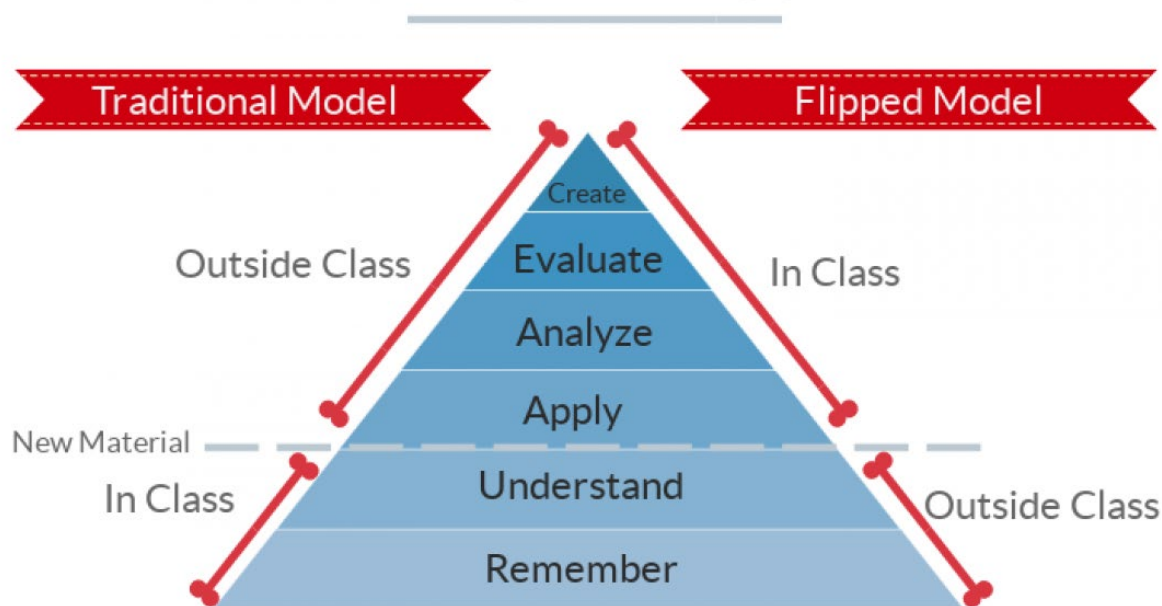 Traditional Model
Flipped Model
Create
Outside Class
Evaluate
In Class
Analyze
Apply
New Material
In Class
Understand
Outside Class
Remember